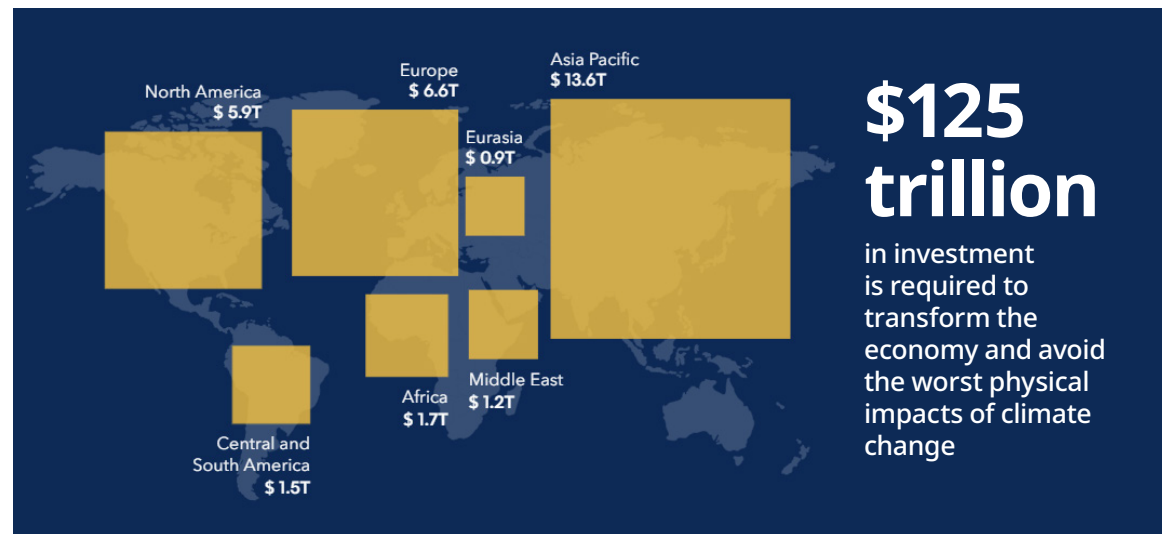 North America
$ 5.9T
Europe
$ 6.6T
Asia Pacific
$ 13.6T
Eurasia
$ 0.9T
Central and
South America
$ 1.5T
Africa
$ 1.7T
Middle East
$ 1.2T
$125
trillion
in investment
is required to
transform the
economy and avoid
the worst physical
impacts of climate
change